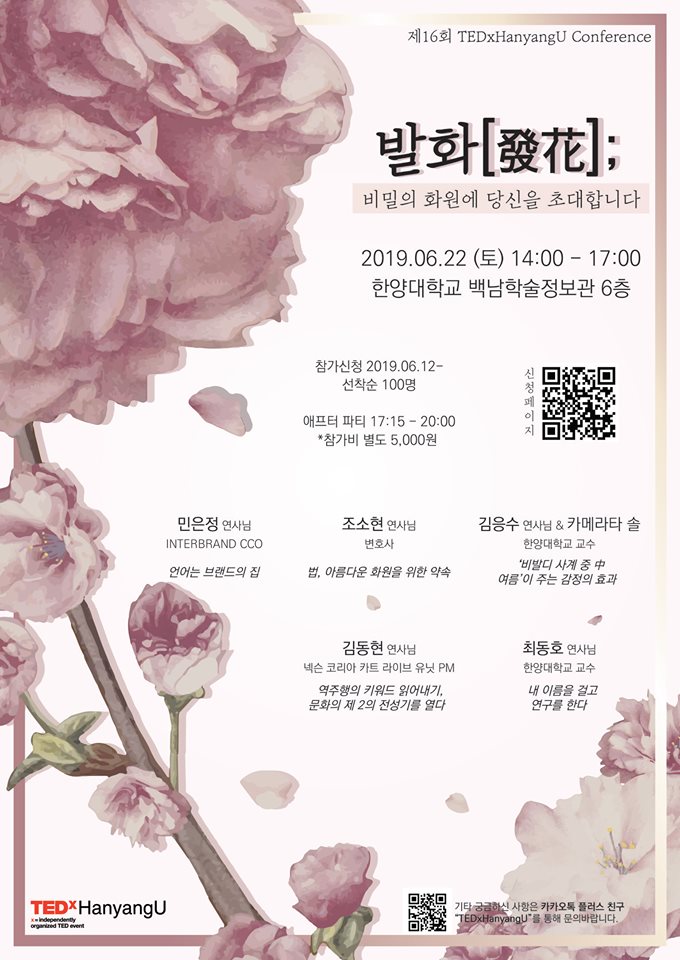 제16회 TEDxHanyangU Conference
발화[發花];
비밀의 화원에 당신을 초대합니다
2019.06.22 (토) 14:00 - 17:00
한양대학교 백남학술정보관 6층
참가신청 2019.06.12-
선착순 100명
신청페이지
애프터 파티 17:15 - 20:00
*참가비 별도 5,000원
민은정 연사님
INTERBRAND CCO
언어는 브랜드의 집
조소현 연사님
변호사
법, 아름다운 화원을 위한 약속
김응수 연사님 & 카메라타 솔
한양대학교 교수
‘비발디 사계 중 中
여름’이 주는 감정의 효과
김동현 연사님
넥슨 코리아 카트 라이브 유닛 PM
역주행의 키워드 읽어내기,
문화의 제 2의 전성기를 열다
최동호 연사님
한양대학교 교수
내 이름을 걸고
연구를 한다
TEDxHanyangU
x = independently
organized TED event
기타 궁금하신 사항은 카카오톡 플러스 친구
“TEDxHanyangU”를 통해 문의바랍니다.